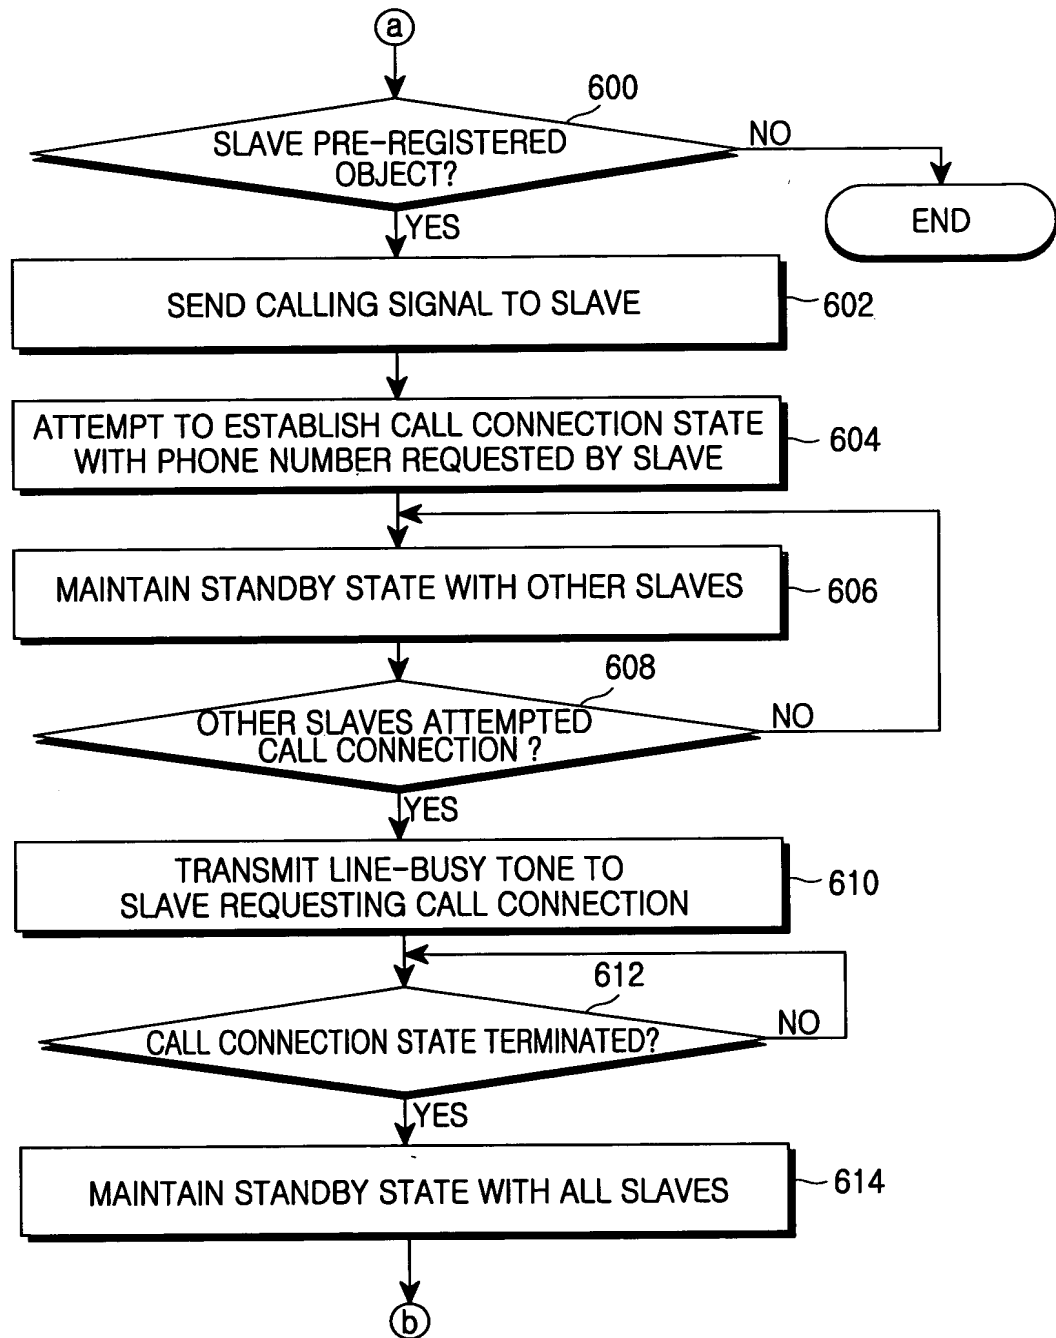 a
600
SLAVE PRE-REGISTERED
OBJECT?
NO
END
YES
SEND CALLING SIGNAL TO SLAVE
602
ATTEMPT TO ESTABLISH CALL CONNECTION STATE
WITH PHONE NUMBER REQUESTED BY SLAVE
604
MAINTAIN STANDBY STATE WITH OTHER SLAVES
606
608
OTHER SLAVES ATTEMPTED
CALL CONNECTION ?
NO
YES
TRANSMIT LINE-BUSY TONE TO
SLAVE REQUESTING CALL CONNECTION
610
612
CALL CONNECTION STATE TERMINATED?
NO
YES
MAINTAIN STANDBY STATE WITH ALL SLAVES
614
b